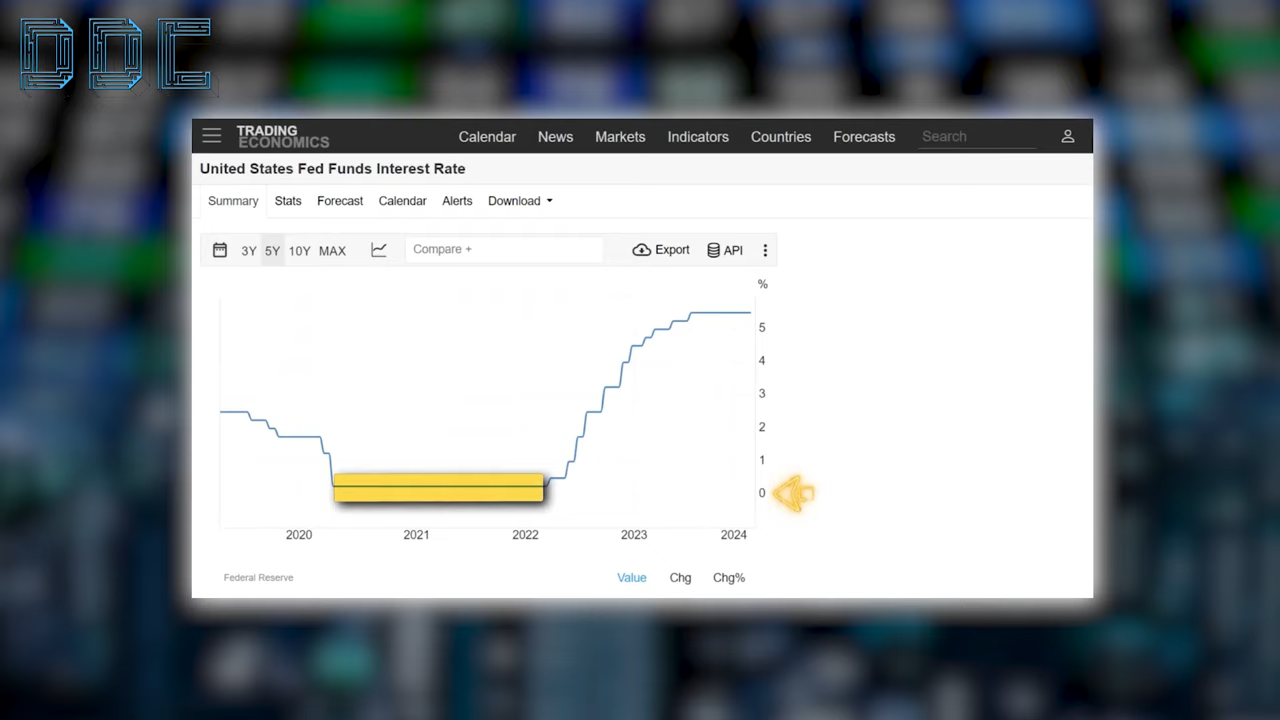 DDC
TRADING
ECONOMICS
Calendar News Markets Indicators Countries Forecasts Search
United States Fed Funds Interest Rate
Summary Stats Forecast Calendar Alerts Download
3Y 5Y 10Y MAX Compare + Export API
%
5
4
3
2
1
0
2020 2021 2022 2023 2024
Federal Reserve Value Chg Chg%